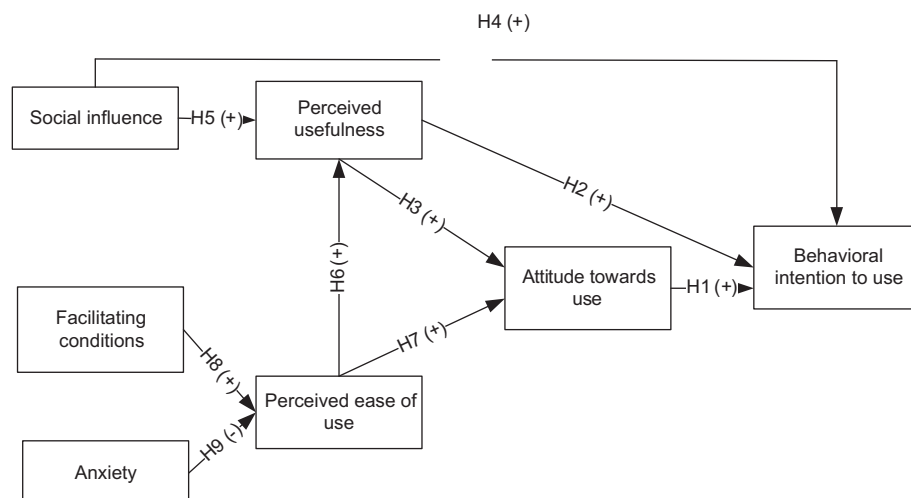 H4 (+)
Social influence
H5 (+)
Perceived
usefulness
H2 (+)
H3 (+)
H6 (+)
Behavioral
intention to use
Attitude towards
use
H1 (+)
Facilitating
conditions
H7 (+)
H8 (+)
Perceived ease of
use
H9 (-)
Anxiety